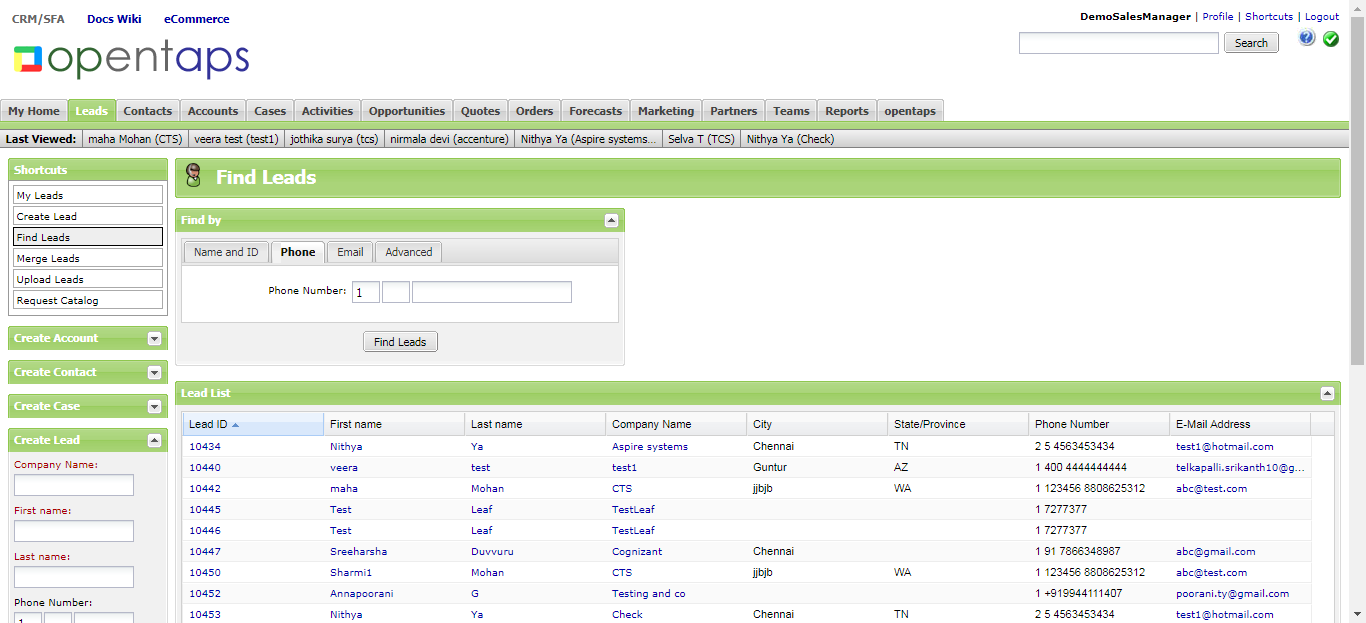 CRM/SFA Docs Wiki eCommerce
DemoSalesManager | Profile | Shortcuts | Logout
opentaps
Search
My Home Leads Contacts Accounts Cases Activities Opportunities Quotes Orders Forecasts Marketing Partners Teams Reports opentaps
Last Viewed: maha Mohan (CTS) veera test (test1) jothika surya (tcs) nirmala devi (accenture) Nithya Ya (Aspire systems... Selva T (TCS) Nithya Ya (Check)
Shortcuts
My Leads
Create Lead
Find Leads
Merge Leads
Upload Leads
Request Catalog
Create Account
Create Contact
Create Case
Create Lead
Company Name:
First name:
Last name:
Phone Number:
1
Find Leads
Find by
Name and ID Phone Email Advanced
Phone Number: 1
Find Leads
Lead List
Lead ID First name Last name Company Name City State/Province Phone Number E-Mail Address
10434 Nithya Ya Aspire systems Chennai TN 2 5 4563453434 test1@hotmail.com
10440 veera test test1 Guntur AZ 1 400 4444444444 telkapalli.srikanth10@g...
10442 maha Mohan CTS jjbjb WA 1 123456 8808625312 abc@test.com
10445 Test Leaf TestLeaf 1 7277377
10446 Test Leaf TestLeaf 1 7277377
10447 Sreeharsha Duvvuru Cognizant Chennai 1 91 7866348987 abc@gmail.com
10450 Sharmi1 Mohan CTS jjbjb WA 1 123456 8808625312 abc@test.com
10452 Annapoorani G Testing and co 1 +919944111407 poorani.ty@gmail.com
10453 Nithya Ya Check Chennai TN 2 5 4563453434 test1@hotmail.com